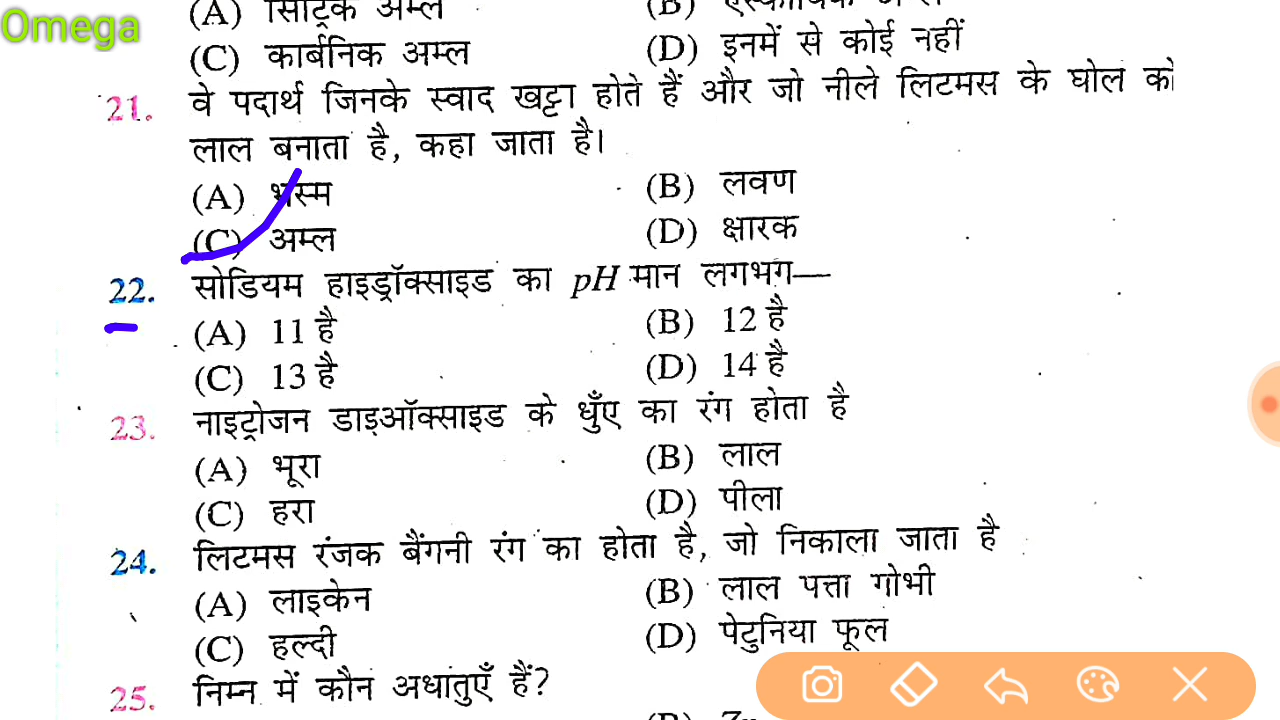 Omega
(A) सिट्रिक अम्ल
(C) कार्बनिक अम्ल (D) इनमें से कोई नहीं
21. वे पदार्थ जिनके स्वाद खट्टा होते हैं और जो नीले लिटमस के घोल को
लाल बनाता है, कहा जाता है।
(A) भस्म (B) लवण
(C) अम्ल (D) क्षारक
22. सोडियम हाइड्रॉक्साइड का pH मान लगभग—
(A) 11 है (B) 12 है
(C) 13 है (D) 14 है
23. नाइट्रोजन डाइऑक्साइड के धुँए का रंग होता है
(A) भूरा (B) लाल
(C) हरा (D) पीला
24. लिटमस रंजक बैंगनी रंग का होता है, जो निकाला जाता है
(A) लाइकेन (B) लाल पत्ता गोभी
(C) हल्दी (D) पेटुनिया फूल
25. निम्न में कौन अधातुएँ हैं?